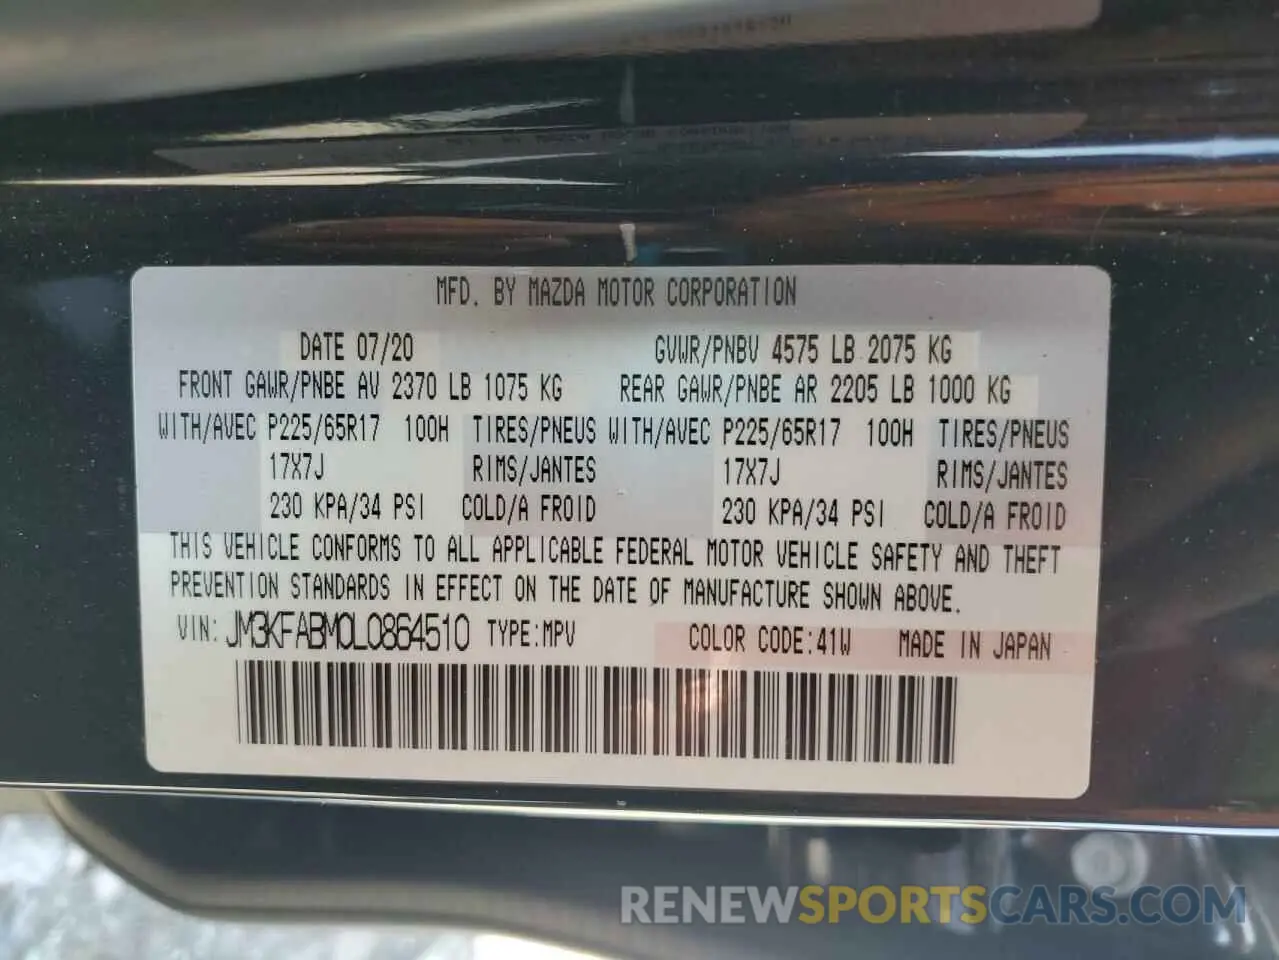 MFD. BY MAZDA MOTOR CORPORATION
DATE 07/20 GVWR/PNBV 4575 LB 2075 KG
FRONT GAWR/PNBE AV 2370 LB 1075 KG REAR GAWR/PNBE AR 2205 LB 1000 KG
WITH/AVEC P225/65R17 100H TIRES/PNEUS WITH/AVEC P225/65R17 100H TIRES/PNEUS
17X7J RIMS/JANTES 17X7J RIMS/JANTES
230 KPA/34 PSI COLD/A FROID 230 KPA/34 PSI COLD/A FROID
THIS VEHICLE CONFORMS TO ALL APPLICABLE FEDERAL MOTOR VEHICLE SAFETY AND THEFT
PREVENTION STANDARDS IN EFFECT ON THE DATE OF MANUFACTURE SHOWN ABOVE.
VIN: JM3KFABM0L0864510 TYPE:MPV COLOR CODE:41W MADE IN JAPAN
RENEWSPORTSCARS.COM